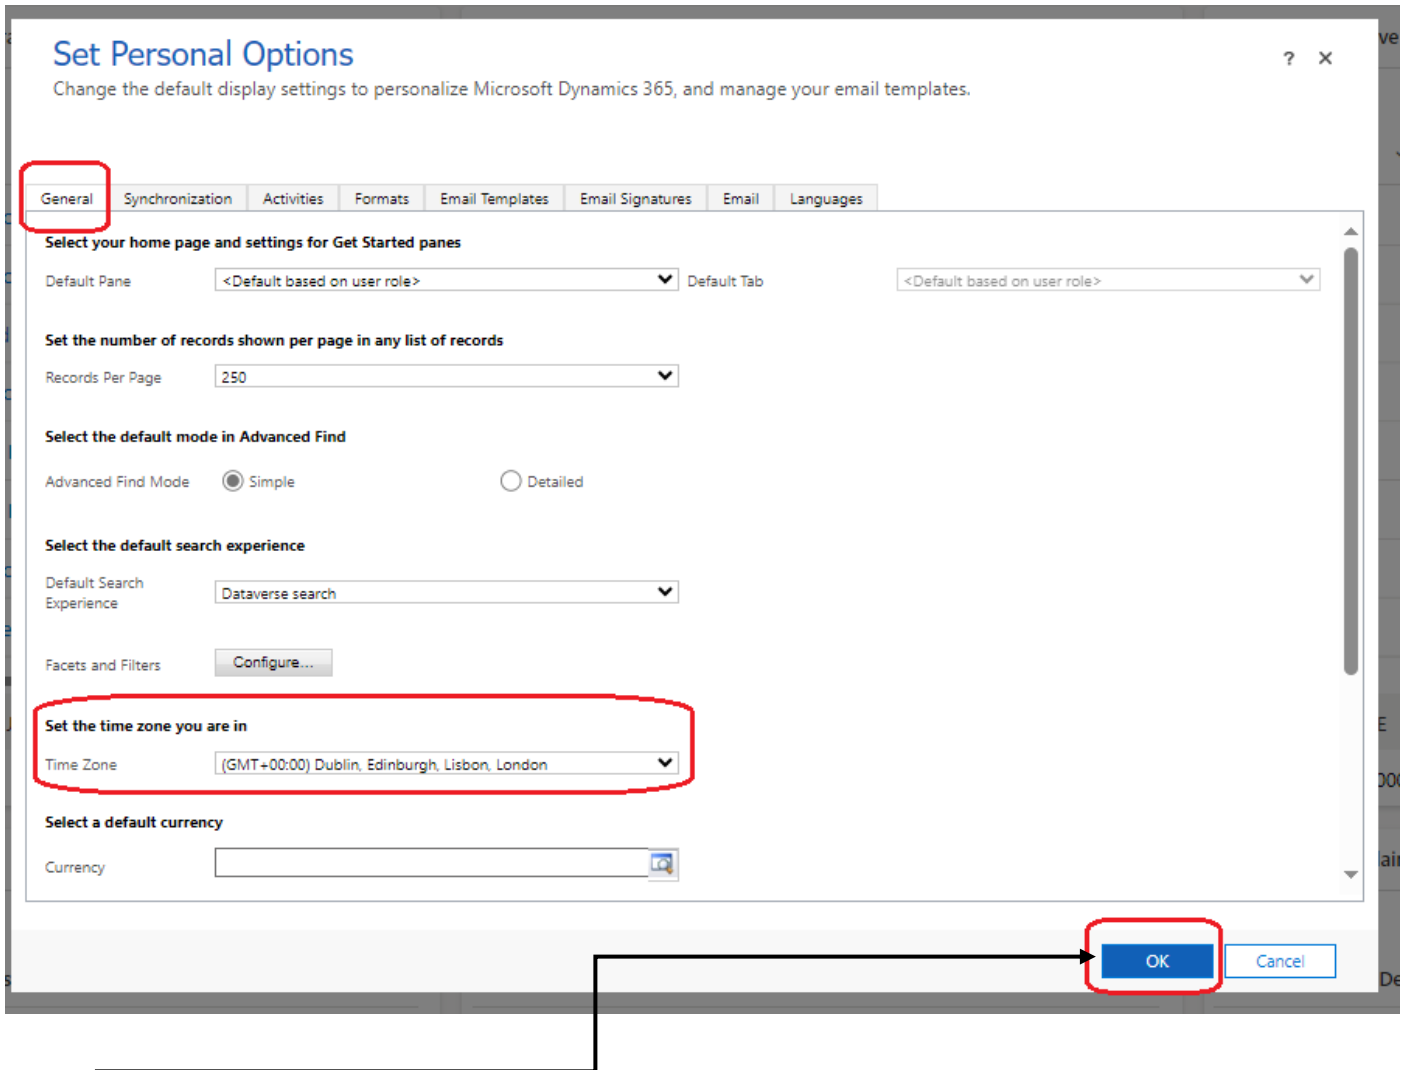 Set Personal Options
? ×
Change the default display settings to personalize Microsoft Dynamics 365, and manage your email templates.
General Synchronization Activities Formats Email Templates Email Signatures Email Languages
Select your home page and settings for Get Started panes
Default Pane <Default based on user role> Default Tab <Default based on user role>
Set the number of records shown per page in any list of records
Records Per Page 250
Select the default mode in Advanced Find
Advanced Find Mode Simple Detailed
Select the default search experience
Default Search
Experience
Dataverse search
Facets and Filters Configure...
Set the time zone you are in
Time Zone (GMT+00:00) Dublin, Edinburgh, Lisbon, London
Select a default currency
Currency
OK Cancel